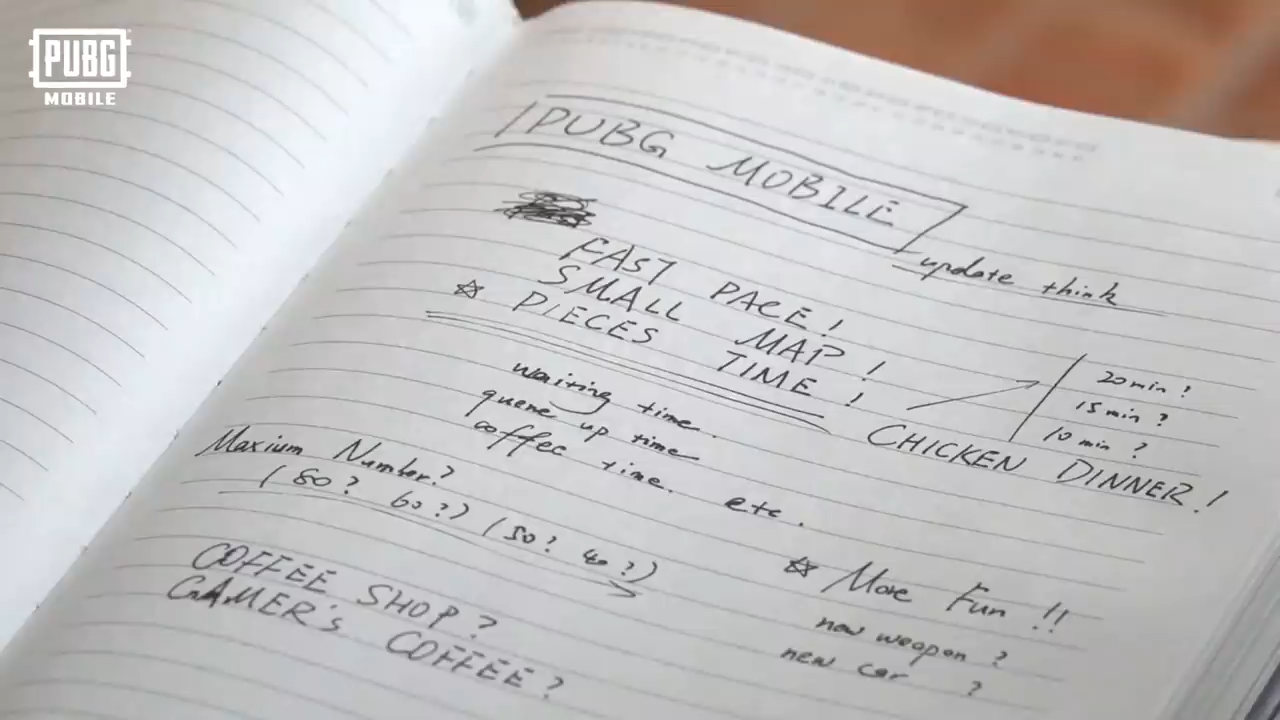 PUBG
MOBILE
PUBG MOBILE
update think
FAST PACE!
SMALL MAP!
☆ PIECES TIME!
20min?
15min?
10min?
CHICKEN DINNER!
waiting time.
queue up time
coffee time. etc.
Maxium Number?
(80? 60?) (50? 40?)
☆ More Fun !!
new weapon?
new car ?
COFFEE SHOP?
GAMER's COFFEE?